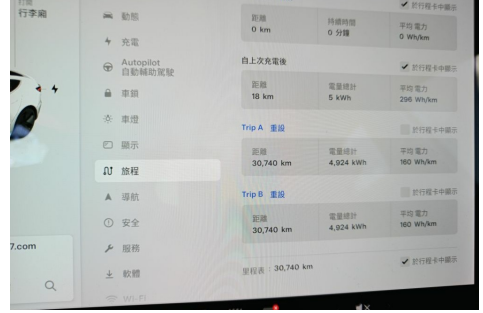 行李廂
動態
充電
Autopilot
自動輔助駕駛
車鎖
車燈
顯示
旅程
導航
安全
服務
軟體
Wi-Fi
7.com
於行程卡中顯示
距離
0 km
持續時間
0 分鐘
平均電力
0 Wh/km
自上次充電後
於行程卡中顯示
距離
18 km
電量總計
5 kWh
平均電力
296 Wh/km
Trip A 重設
於行程卡中顯示
距離
30,740 km
電量總計
4,924 kWh
平均電力
160 Wh/km
Trip B 重設
於行程卡中顯示
距離
30,740 km
電量總計
4,924 kWh
平均電力
160 Wh/km
里程表：30,740 km
於行程卡中顯示